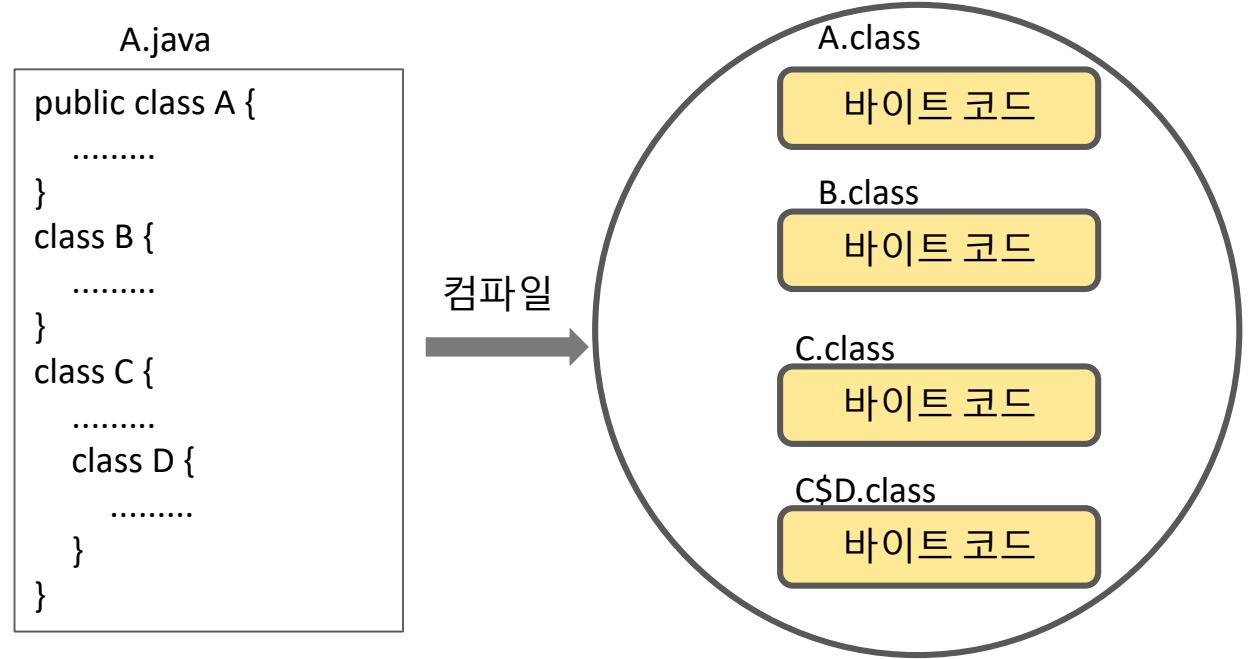 A.java
public class A {
.........
}
class B {
.........
}
class C {
.........
class D {
.........
}
}
컴파일
A.class
바이트 코드
B.class
바이트 코드
C.class
바이트 코드
C$D.class
바이트 코드